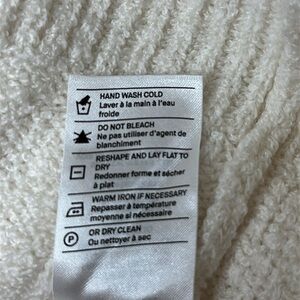 HAND WASH COLD
Laver à la main à l'eau
froide
DO NOT BLEACH
Ne pas utiliser d'agent de
blanchiment
RESHAPE AND LAY FLAT TO
DRY
Redonner forme et sécher
à plat
WARM IRON IF NECESSARY
Repasser à température
moyenne si nécessaire
P
OR DRY CLEAN
Ou nettoyer à sec